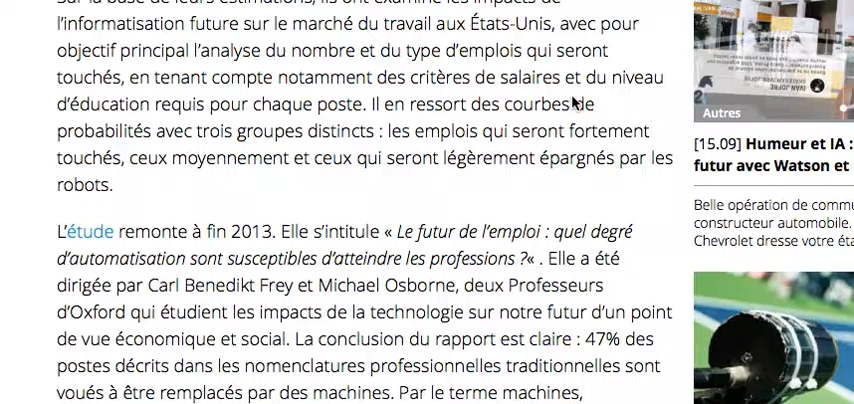 l'informatisation future sur le marché du travail aux États-Unis, avec pour
objectif principal l'analyse du nombre et du type d'emplois qui seront
touchés, en tenant compte notamment des critères de salaires et du niveau
d'éducation requis pour chaque poste. Il en ressort des courbes de
probabilités avec trois groupes distincts : les emplois qui seront fortement
touchés, ceux moyennement et ceux qui seront légèrement épargnés par les
robots.
L'étude remonte à fin 2013. Elle s'intitule « Le futur de l'emploi : quel degré
d'automatisation sont susceptibles d'atteindre les professions ?« . Elle a été
dirigée par Carl Benedikt Frey et Michael Osborne, deux Professeurs
d'Oxford qui étudient les impacts de la technologie sur notre futur d'un point
de vue économique et social. La conclusion du rapport est claire : 47% des
postes décrits dans les nomenclatures professionnelles traditionnelles sont
voués à être remplacés par des machines. Par le terme machines,
Autres
[15.09] Humeur et IA :
futur avec Watson et
Belle opération de commu
constructeur automobile.
Chevrolet dresse votre éta